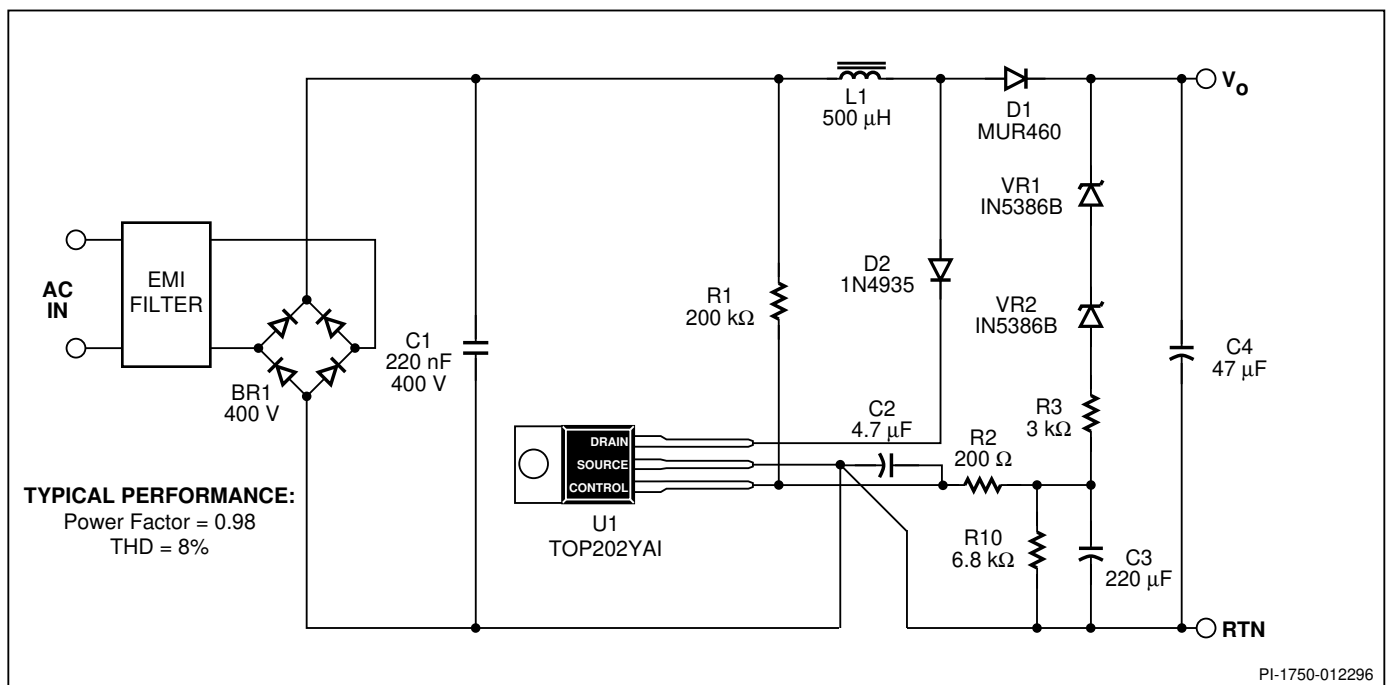 V_O
L1
500 µH
D1
MUR460
VR1
IN5386B
EMI
FILTER
AC
IN
D2
1N4935
R1
200 kΩ
VR2
IN5386B
C1
220 nF
400 V
C4
47 µF
BR1
400 V
C2
4.7 µF
R3
3 kΩ
DRAIN
SOURCE
CONTROL
R2
200 Ω
TYPICAL PERFORMANCE:
Power Factor = 0.98
THD = 8%
U1
TOP202YAI
R10
6.8 kΩ
C3
220 µF
RTN
PI-1750-012296